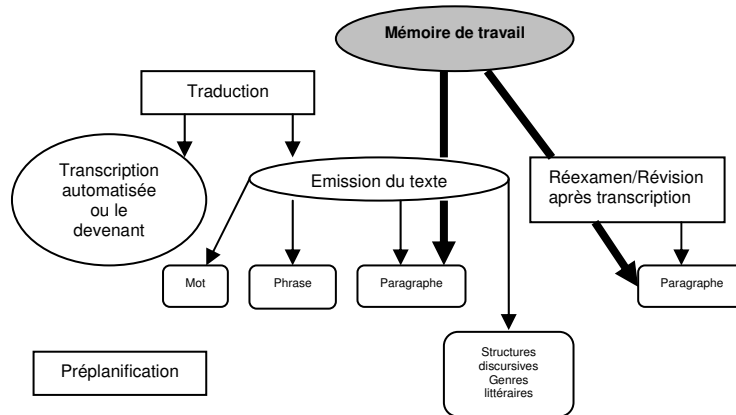 Mémoire de travail
Traduction
Transcription
automatisée
ou le
devenant
Emission du texte
Réexamen/Révision
après transcription
Mot
Phrase
Paragraphe
Paragraphe
Structures
discursives
Genres
littéraires
Préplanification